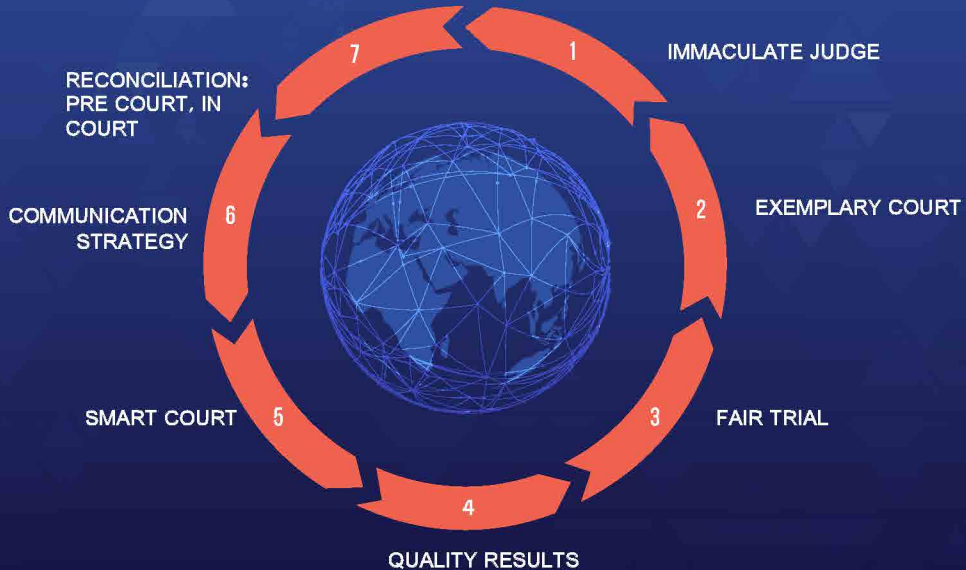 1
IMMACULATE JUDGE
2
EXEMPLARY COURT
3
FAIR TRIAL
4
QUALITY RESULTS
5
SMART COURT
6
COMMUNICATION
STRATEGY
7
RECONCILIATION:
PRE COURT, IN
COURT